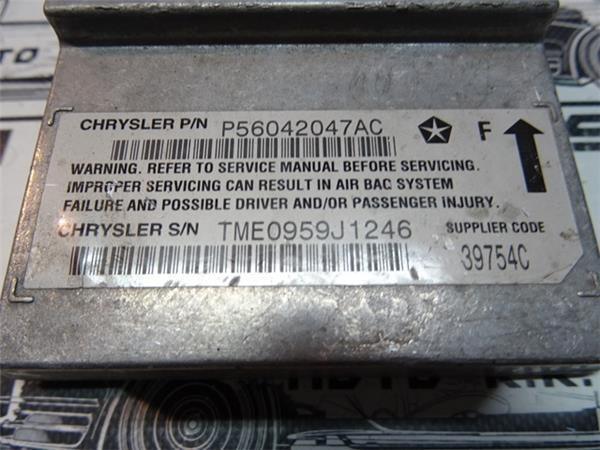 CHRYSLER P/N P56042047AC F
WARNING. REFER TO SERVICE MANUAL BEFORE SERVICING.
IMPROPER SERVICING CAN RESULT IN AIR BAG SYSTEM
FAILURE AND POSSIBLE DRIVER AND/OR PASSENGER INJURY.
CHRYSLER S/N TME0959J1246 SUPPLIER CODE
39754C